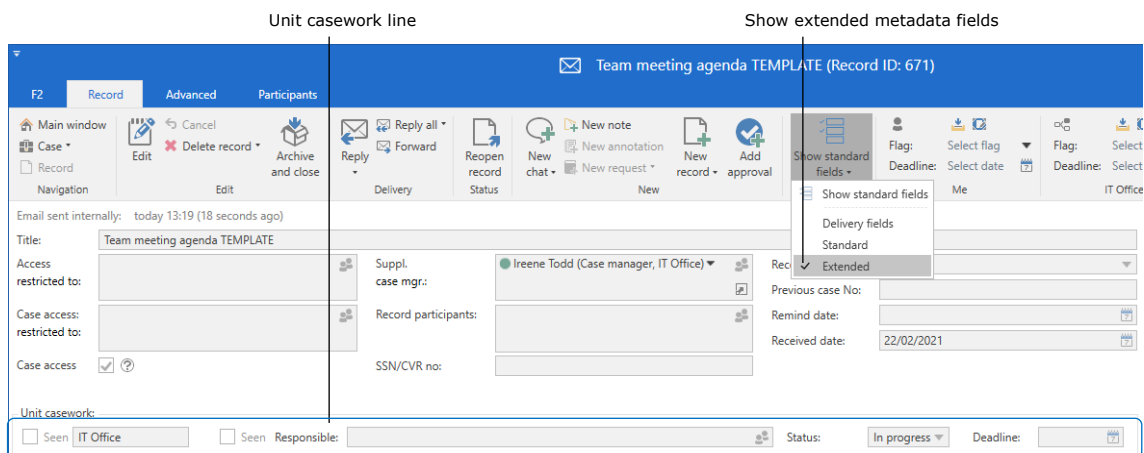 Unit casework line
Show extended metadata fields
Team meeting agenda TEMPLATE (Record ID: 671)
F2 Record Advanced Participants
Main window
Case
Record
Navigation
Edit
Cancel
Delete record
Archive and close
Edit
Reply
Reply all
Forward
Delivery
Reopen record
Status
New chat
New note
New annotation
New request
New record
Add approval
New
Show standard fields
Flag: Select flag
Deadline: Select date
Me
Flag: Select
Deadline: Select
IT Office
Show standard fields
Delivery fields
Standard
Extended
Email sent internally: today 13:19 (18 seconds ago)
Title: Team meeting agenda TEMPLATE
Access restricted to:
Suppl. case mgr.: Ireene Todd (Case manager, IT Office)
Previous case No:
Case access: restricted to:
Record participants:
Remind date:
Received date: 22/02/2021
Case access
SSN/CVR no:
Unit casework:
Seen IT Office Seen Responsible: Status: In progress Deadline: